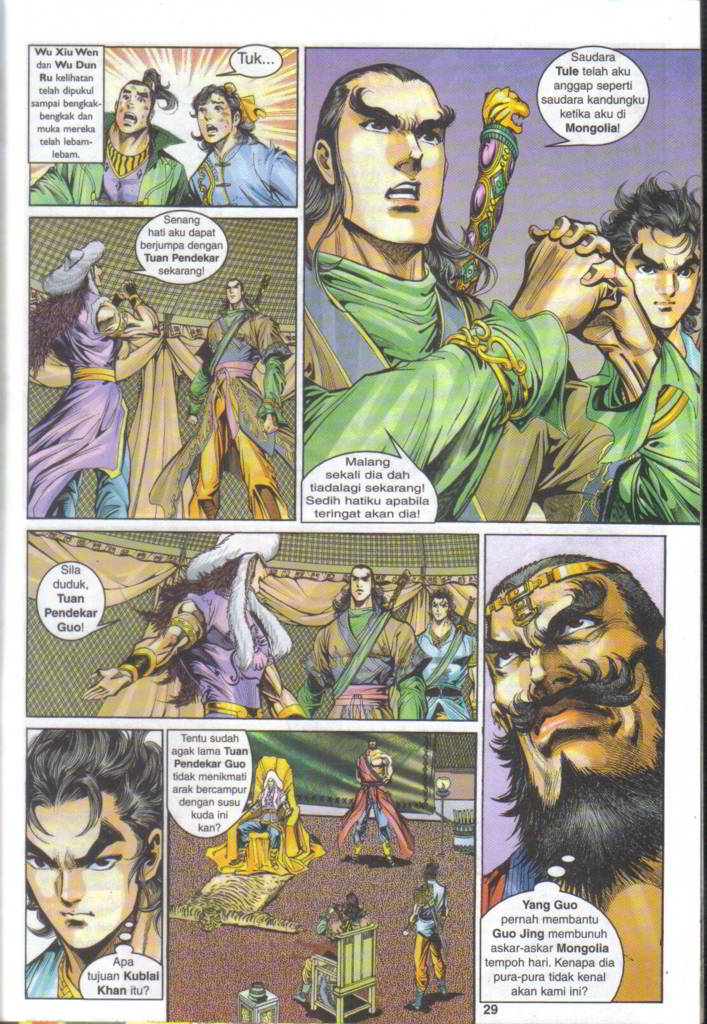 Wu Xiu Wen
dan Wu Dun
Ru kelihatan
telah dipukul
sampai bengkak-
bengkak dan
muka mereka
telah lebam-
lebam.
Tuk...
Saudara
Tule telah aku
anggap seperti
saudara kandungku
ketika aku di
Mongolia!
Senang
hati aku dapat
berjumpa dengan
Tuan Pendekar
sekarang!
Malang
sekali dia dah
tiadalagi sekarang!
Sedih hatiku apabila
teringat akan dia!
Sila
duduk,
Tuan
Pendekar
Guo!
Apa
tujuan Kublai
Khan itu?
Tentu sudah
agak lama Tuan
Pendekar Guo
tidak menikmati
arak bercampur
dengan susu
kuda ini
kan?
Yang Guo
pernah membantu
Guo Jing membunuh
askar-askar Mongolia
tempoh hari. Kenapa dia
pura-pura tidak kenal
akan kami ini?
29